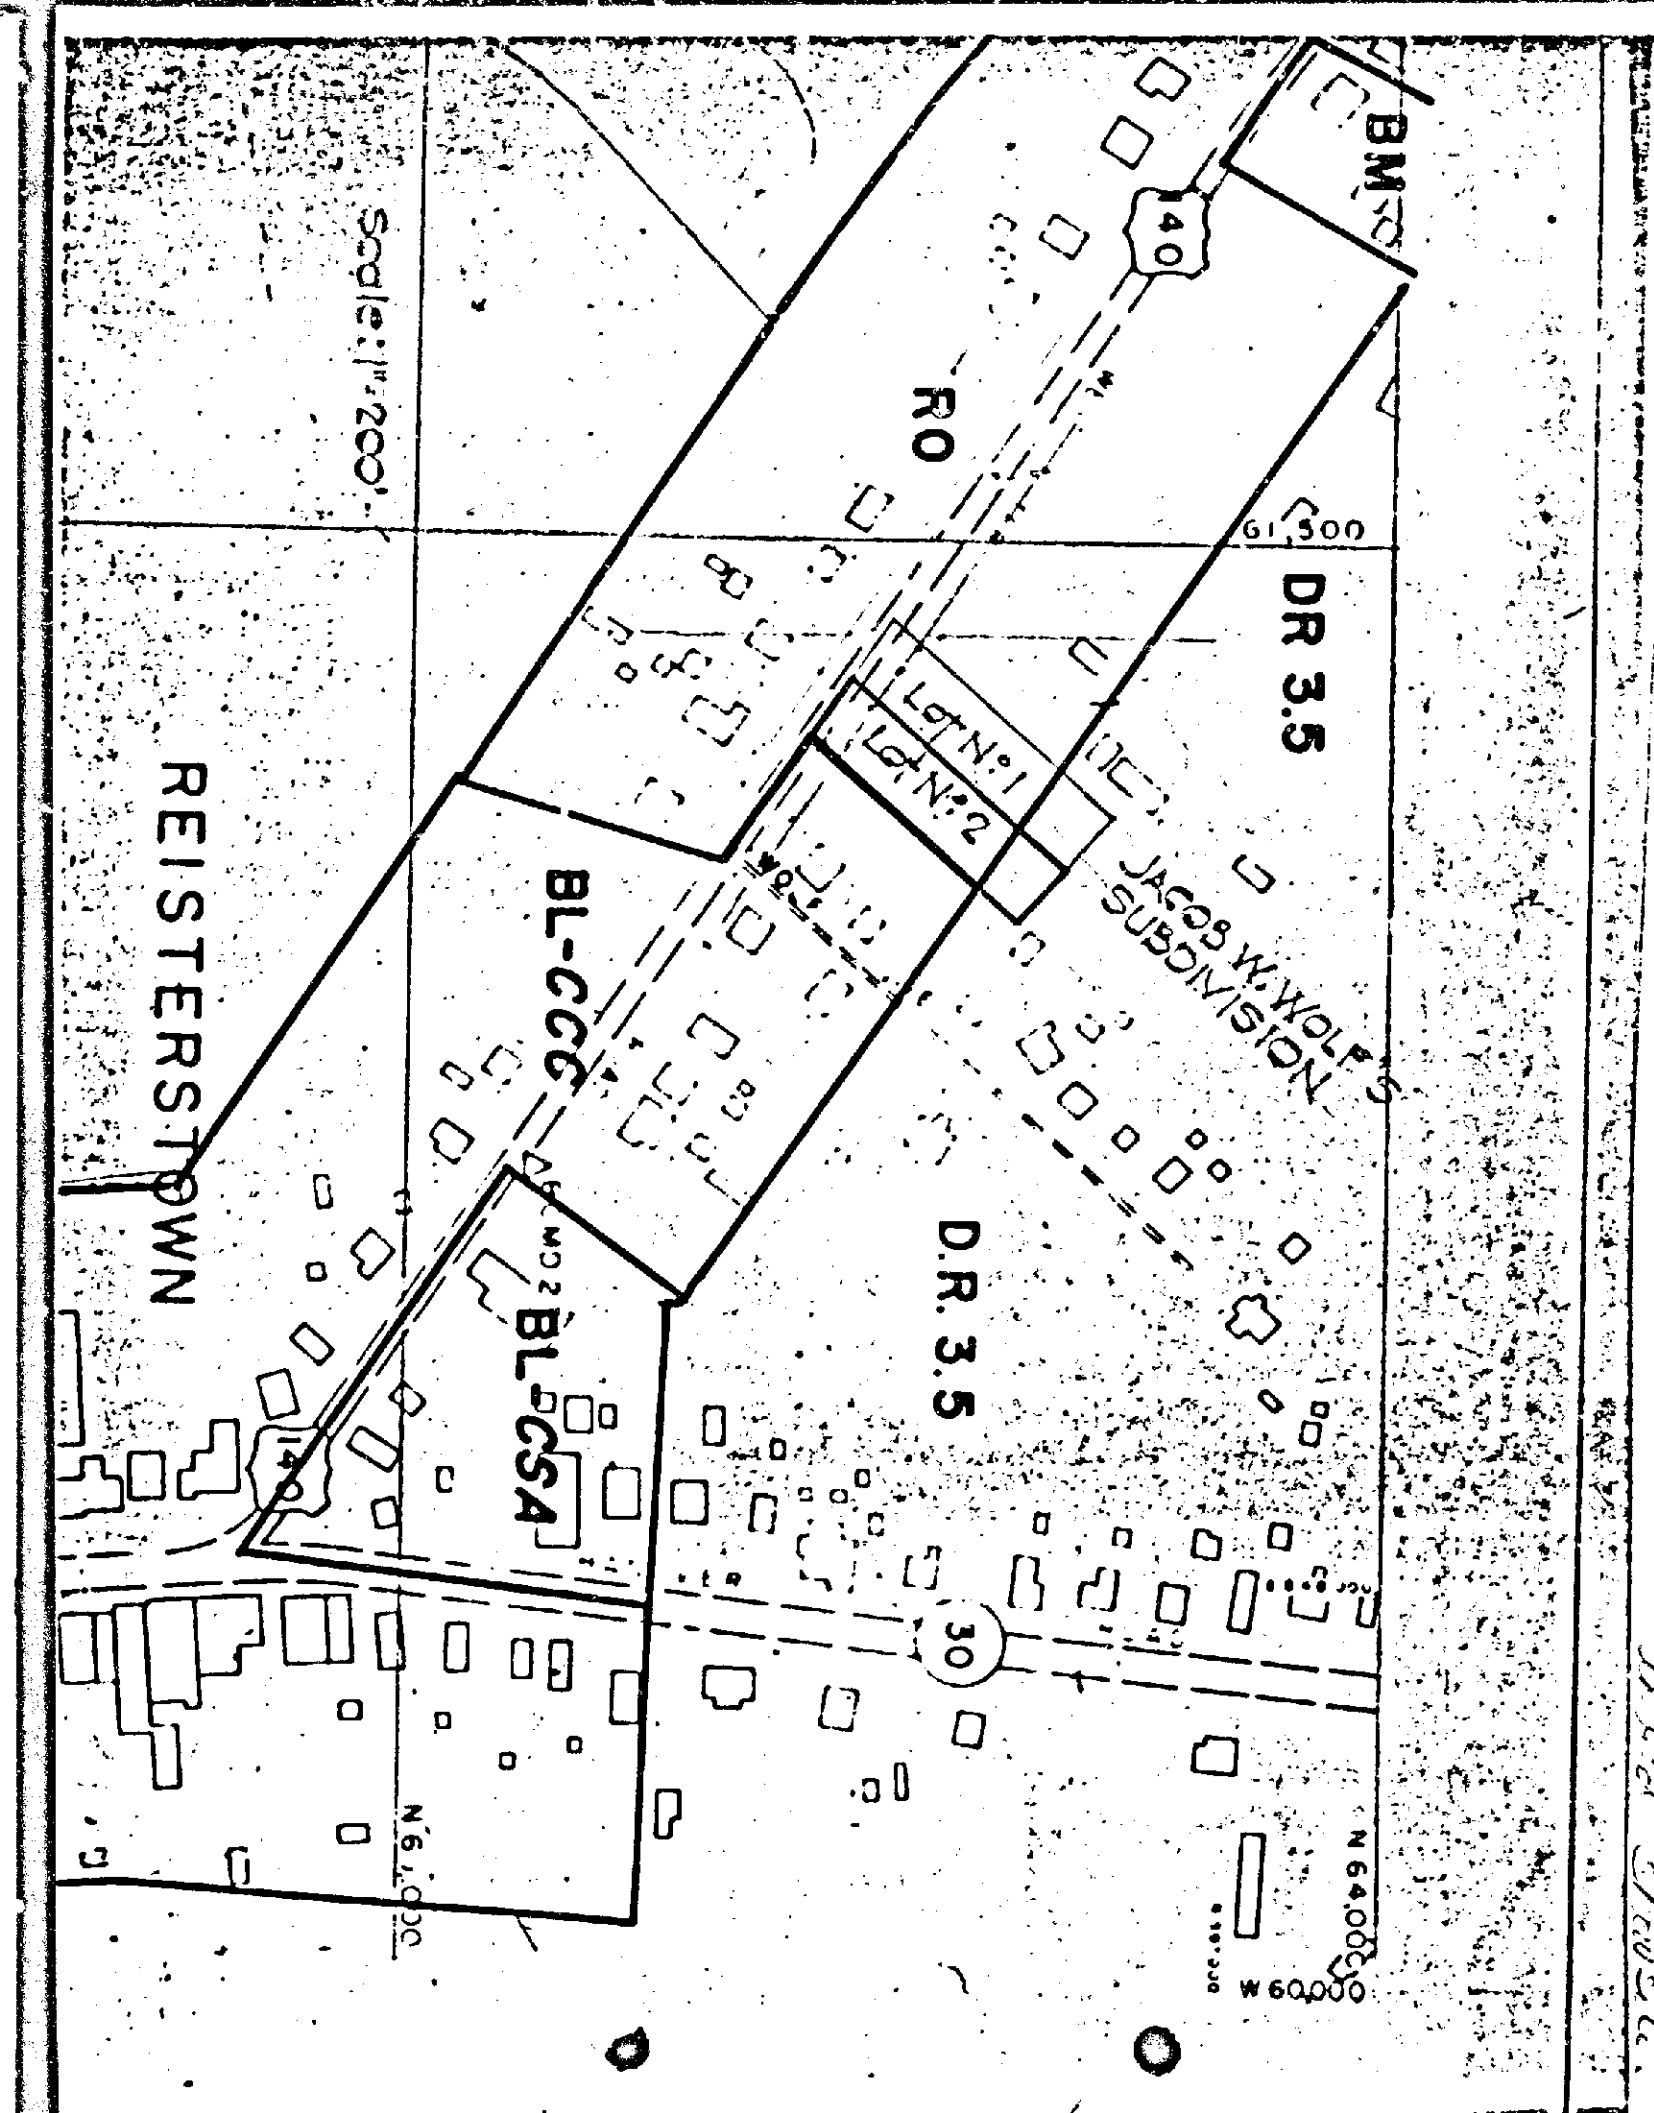 BM
140
Scale: 1" = 200'
RO
61,500
DR 3.5
Lot Nº 1
Lot Nº 2
JACOB W. WOLF'S
SUBDIVISION
REISTERSTOWN
BL-CCC
D.R. 3.5
BL-CSA
140
30
N 64,000
W 60,000